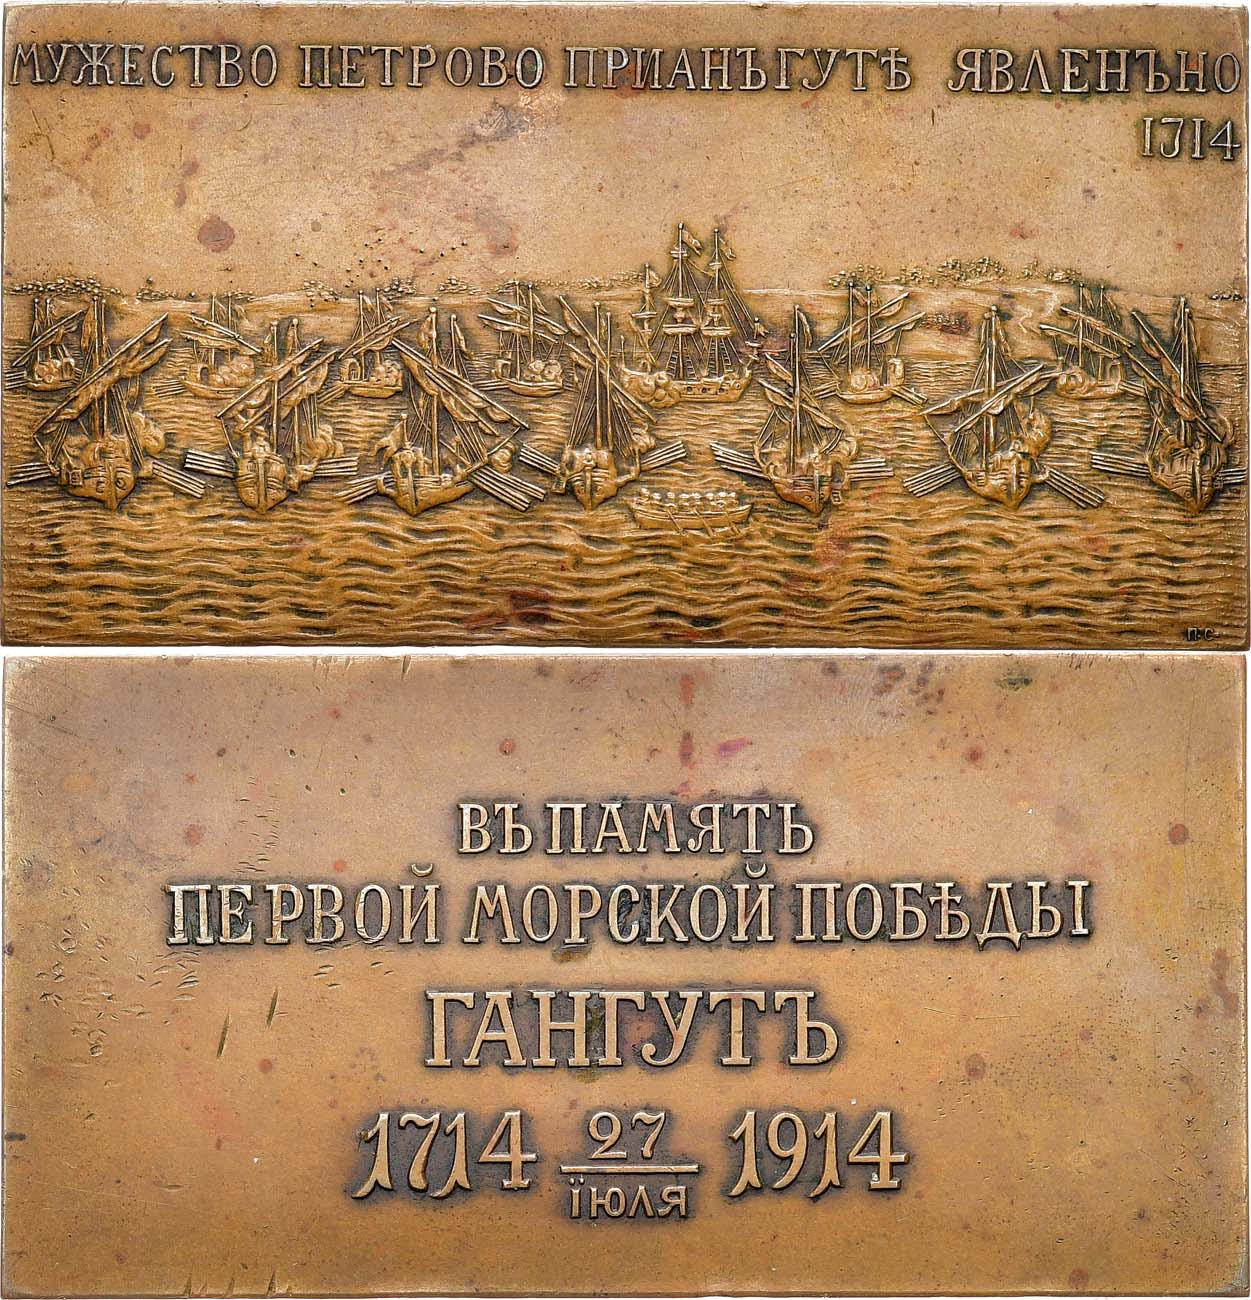 МУЖЕСТВО ПЕТРОВО ПРИАНЪГУТѢ ЯВЛЕНЪНО
1714
П.С.
ВЪ ПАМЯТЬ
ПЕРВОЙ МОРСКОЙ ПОБѢДЫ
ГАНГУТЪ
1714 27 1914
ІЮЛЯ